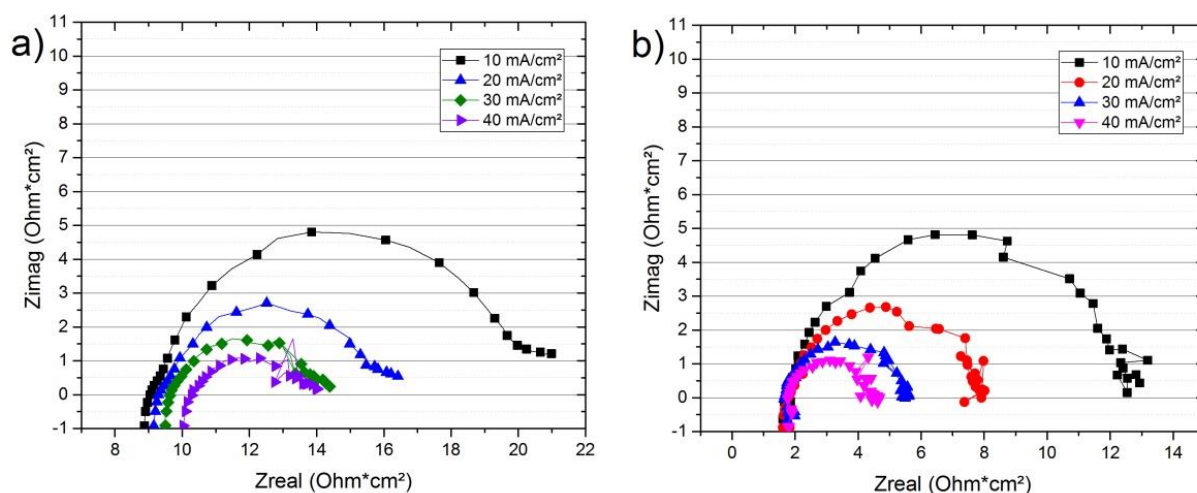 a)
11
10
9
8
7
6
5
4
3
2
1
0
-1
Zimag (Ohm*cm²)
10 mA/cm²
20 mA/cm²
30 mA/cm²
40 mA/cm²
8 10 12 14 16 18 20 22
Zreal (Ohm*cm²)
b)
11
10
9
8
7
6
5
4
3
2
1
0
-1
Zimag (Ohm*cm²)
10 mA/cm²
20 mA/cm²
30 mA/cm²
40 mA/cm²
0 2 4 6 8 10 12 14
Zreal (Ohm*cm²)